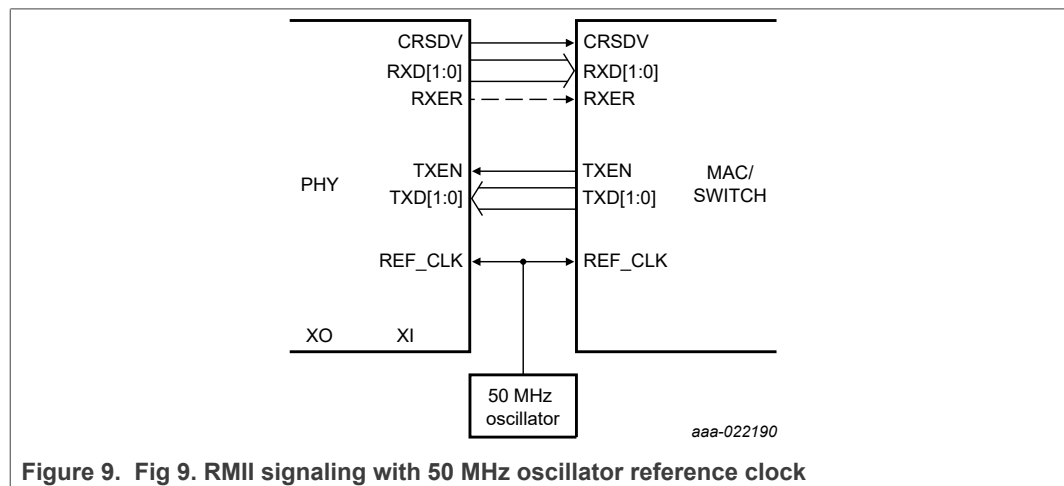 CRSDV CRSDV
RXD[1:0] RXD[1:0]
RXER RXER
TXEN TXEN
PHY
MAC/
SWITCH
TXD[1:0] TXD[1:0]
REF_CLK REF_CLK
XO XI
50 MHz
oscillator
aaa-022190
Figure 9. Fig 9. RMII signaling with 50 MHz oscillator reference clock